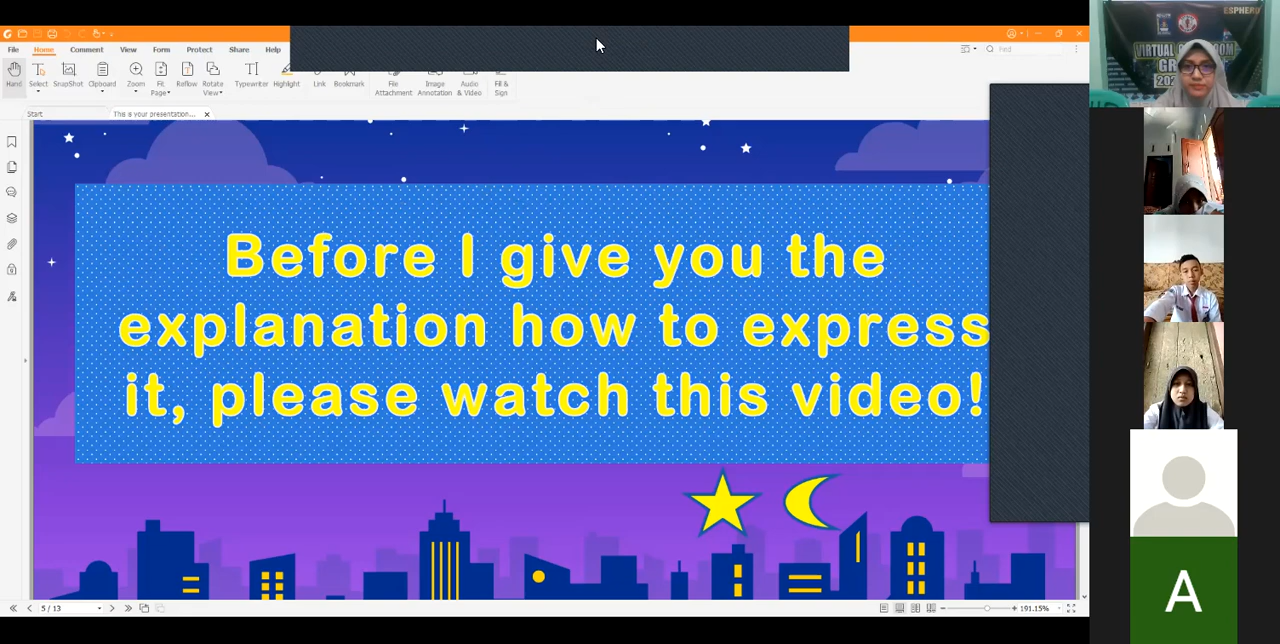 File Home Comment View Form Protect Share Help
Find
Hand Select SnapShot Clipboard Zoom Fit Page Reflow Rotate View Typewriter Highlight Link Bookmark File Attachment Image Annotation Audio & Video Fill & Sign
Start This is your presentation...
Before I give you the
explanation how to express
it, please watch this video!
5 / 13
191.15%
ESPHERO
VIRTUAL
A